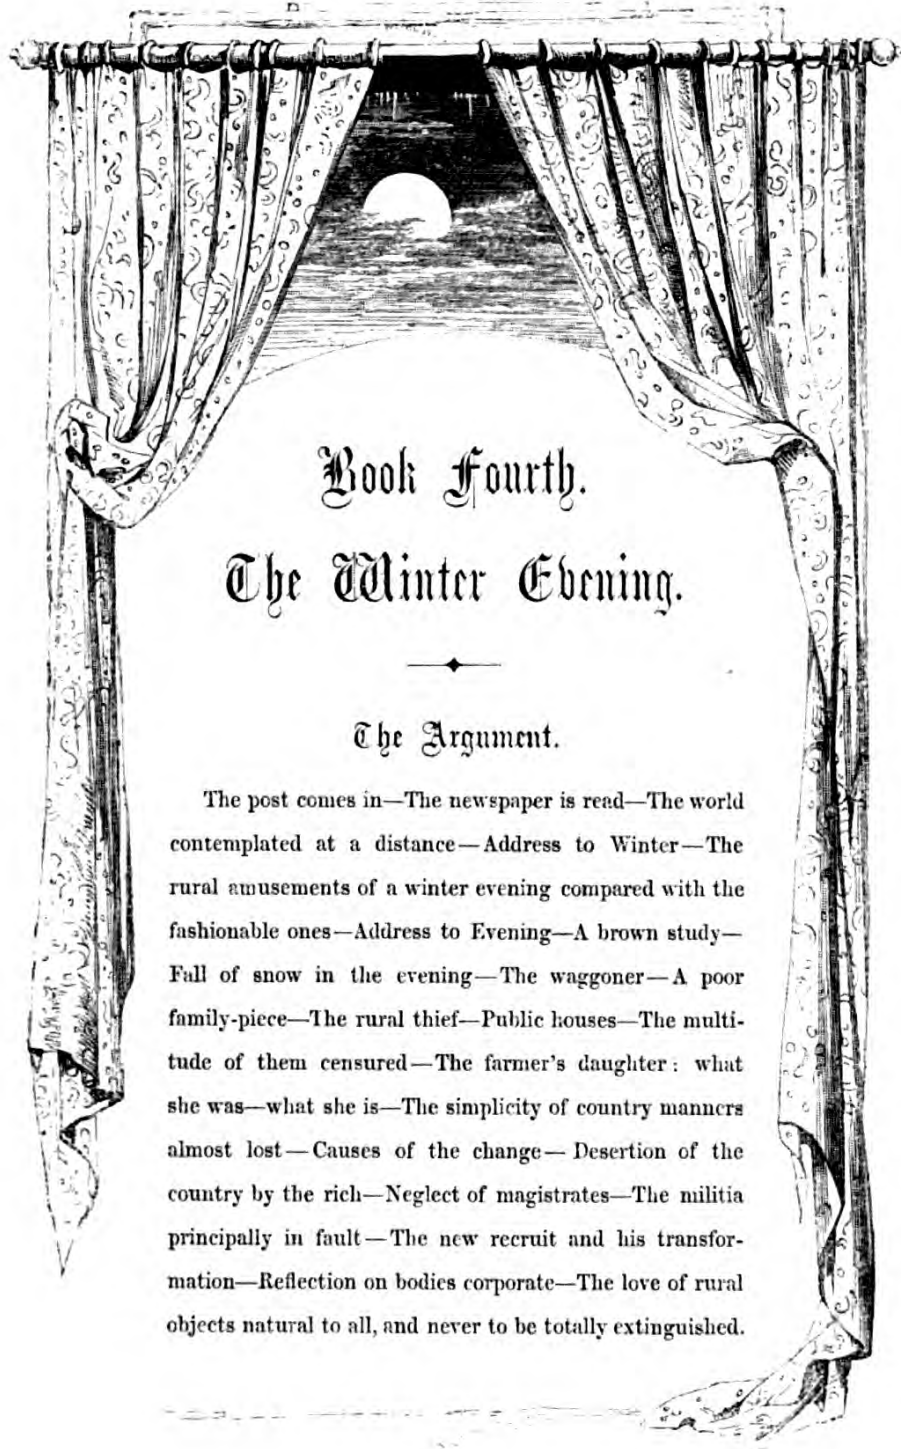 Book Fourth.
The Winter Evening.
The Argument.
The post comes in—The newspaper is read—The world
contemplated at a distance—Address to Winter—The
rural amusements of a winter evening compared with the
fashionable ones—Address to Evening—A brown study—
Fall of snow in the evening—The waggoner—A poor
family-piece—The rural thief—Public houses—The multi-
tude of them censured—The farmer's daughter: what
she was—what she is—The simplicity of country manners
almost lost—Causes of the change—Desertion of the
country by the rich—Neglect of magistrates—The militia
principally in fault—The new recruit and his transfor-
mation—Reflection on bodies corporate—The love of rural
objects natural to all, and never to be totally extinguished.